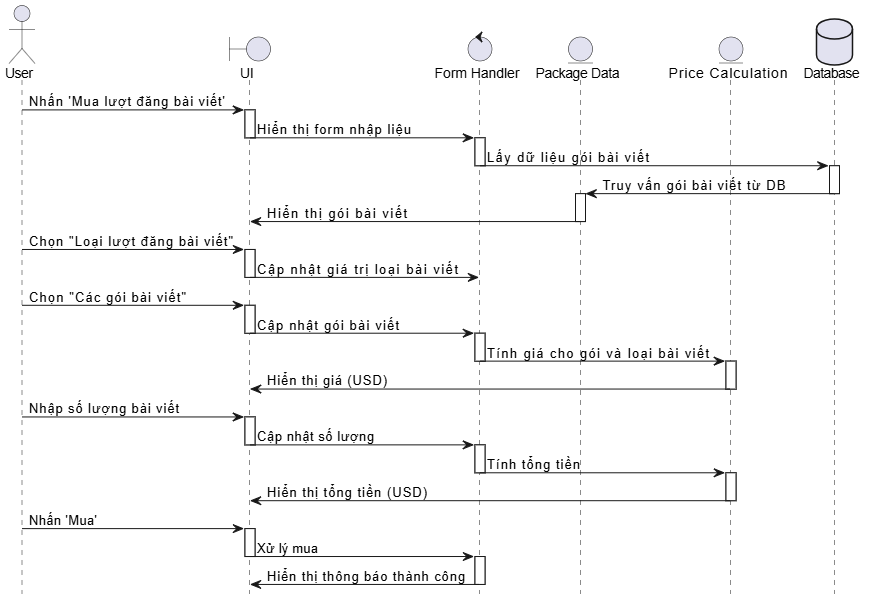 User
UI
Form Handler
Package Data
Price Calculation
Database
Nhấn 'Mua lượt đăng bài viết'
Hiển thị form nhập liệu
Lấy dữ liệu gói bài viết
Truy vấn gói bài viết từ DB
Hiển thị gói bài viết
Chọn "Loại lượt đăng bài viết"
Cập nhật giá trị loại bài viết
Chọn "Các gói bài viết"
Cập nhật gói bài viết
Tính giá cho gói và loại bài viết
Hiển thị giá (USD)
Nhập số lượng bài viết
Cập nhật số lượng
Tính tổng tiền
Hiển thị tổng tiền (USD)
Nhấn 'Mua'
Xử lý mua
Hiển thị thông báo thành công